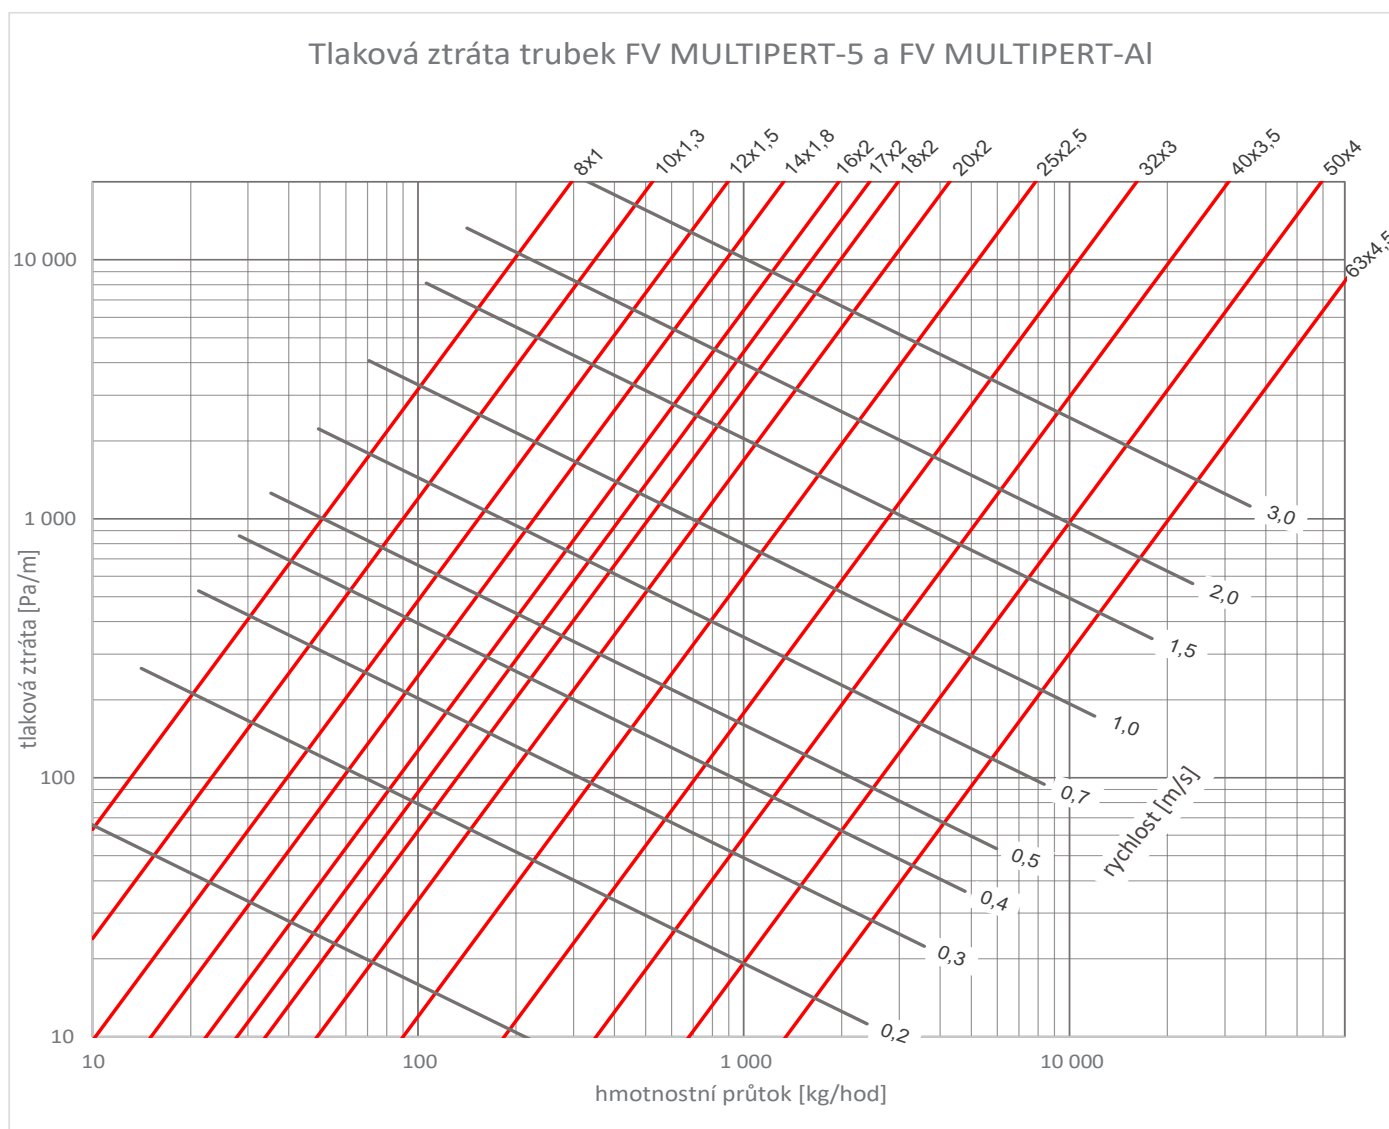 Tlaková ztráta trubek FV MULTIPERT-5 a FV MULTIPERT-Al
8x1
10x1,3
12x1,5
14x1,8
16x2
17x2
18x2
20x2
25x2,5
32x3
40x3,5
50x4
63x4,5
10 000
1 000
100
10
tlaková ztráta [Pa/m]
3,0
2,0
1,5
1,0
0,7
0,5
0,4
0,3
0,2
rychlost [m/s]
10
100
1 000
10 000
hmotnostní průtok [kg/hod]